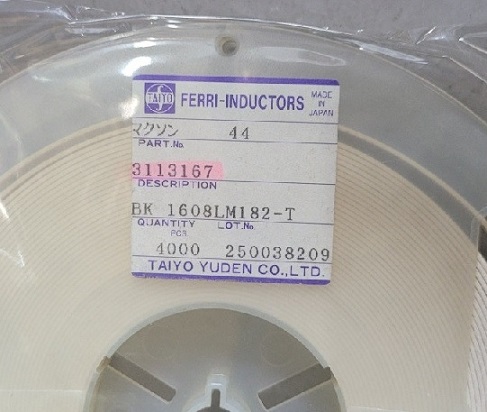 TAIYO FERRI-INDUCTORS MADE IN JAPAN
マクソン 44
PART.No.
3113167
DESCRIPTION
BK 1608LM182-T
QUANTITY LOT.No.
PCS.
4000 250038209
TAIYO YUDEN CO.,LTD.